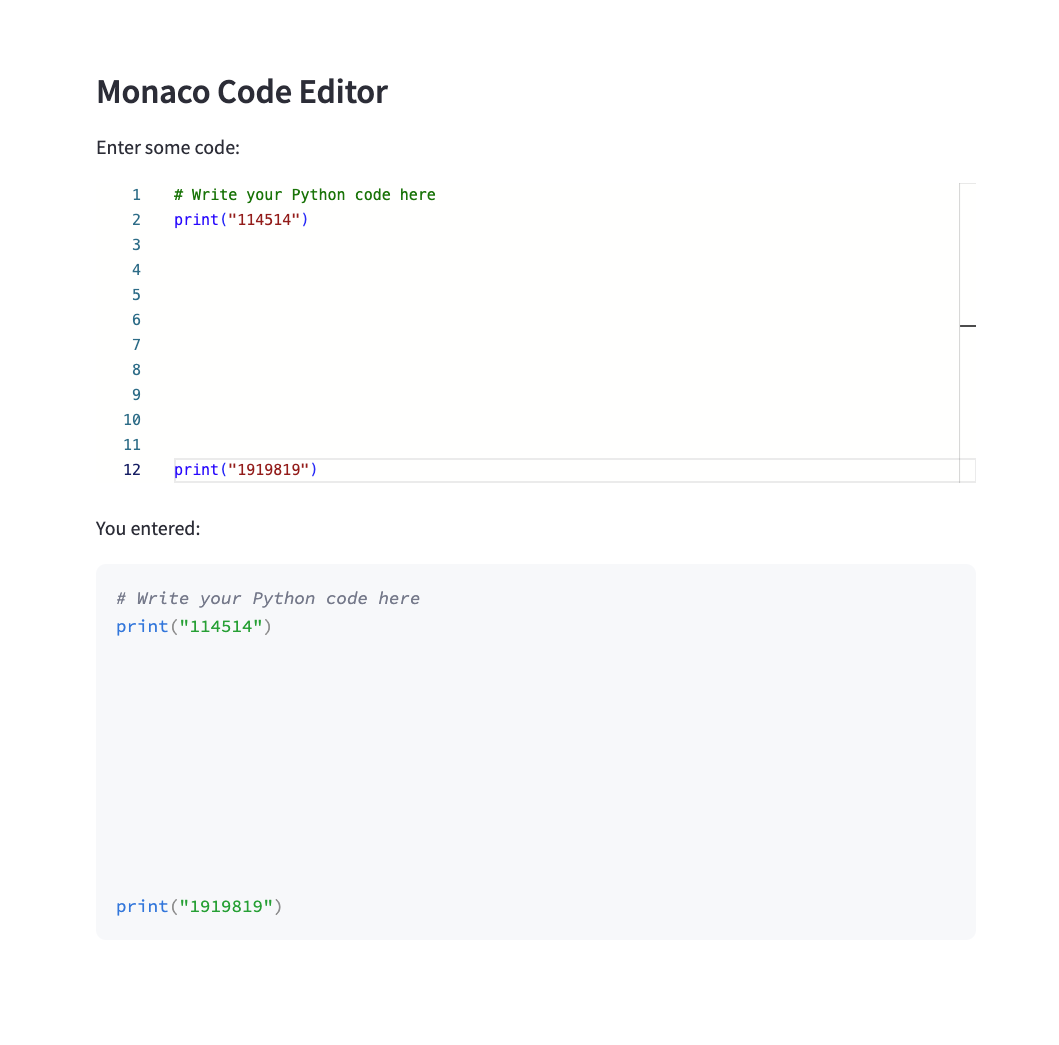 Monaco Code Editor
Enter some code:
1 # Write your Python code here
2 print("114514")
3
4
5
6
7
8
9
10
11
12 print("1919819")
You entered:
# Write your Python code here
print("114514")
print("1919819")